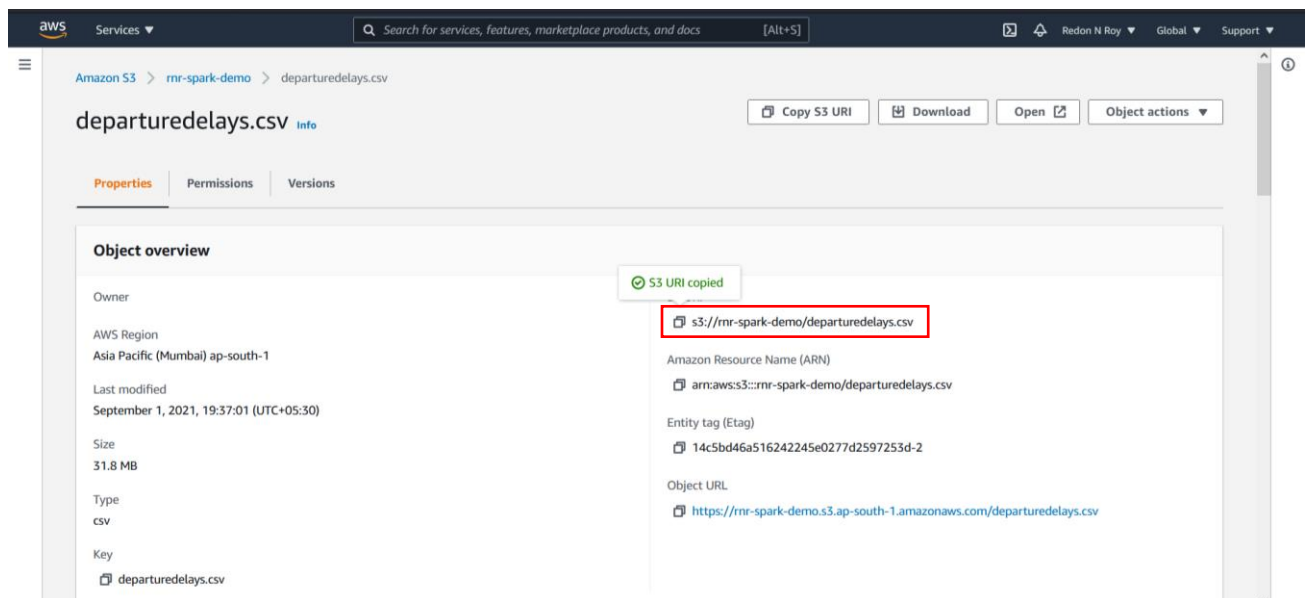 aws Services ▼ Search for services, features, marketplace products, and docs [Alt+S] Redon N Roy ▼ Global ▼ Support ▼
Amazon S3 > rnr-spark-demo > departuredelays.csv
departuredelays.csv Info
Copy S3 URI Download Open Object actions ▼
Properties Permissions Versions
Object overview
Owner
AWS Region
Asia Pacific (Mumbai) ap-south-1
Last modified
September 1, 2021, 19:37:01 (UTC+05:30)
Size
31.8 MB
Type
csv
Key
departuredelays.csv
S3 URI copied
s3://rnr-spark-demo/departuredelays.csv
Amazon Resource Name (ARN)
arn:aws:s3:::rnr-spark-demo/departuredelays.csv
Entity tag (Etag)
14c5bd46a516242245e0277d2597253d-2
Object URL
https://rnr-spark-demo.s3.ap-south-1.amazonaws.com/departuredelays.csv